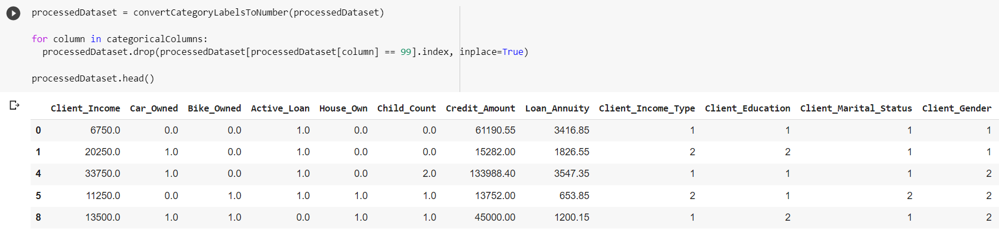 processedDataset = convertCategoryLabelsToNumber(processedDataset)
for column in categoricalColumns:
processedDataset.drop(processedDataset[processedDataset[column] == 99].index, inplace=True)
processedDataset.head()
Client_Income Car_Owned Bike_Owned Active_Loan House_Own Child_Count Credit_Amount Loan_Annuity Client_Income_Type Client_Education Client_Marital_Status Client_Gender
0 6750.0 0.0 0.0 1.0 0.0 0.0 61190.55 3416.85 1 1 1 1
1 20250.0 1.0 0.0 1.0 0.0 0.0 15282.00 1826.55 2 2 1 1
4 33750.0 1.0 0.0 1.0 0.0 2.0 133988.40 3547.35 1 1 1 2
5 11250.0 0.0 1.0 1.0 1.0 1.0 13752.00 653.85 2 1 2 2
8 13500.0 1.0 1.0 0.0 1.0 1.0 45000.00 1200.15 1 2 1 2